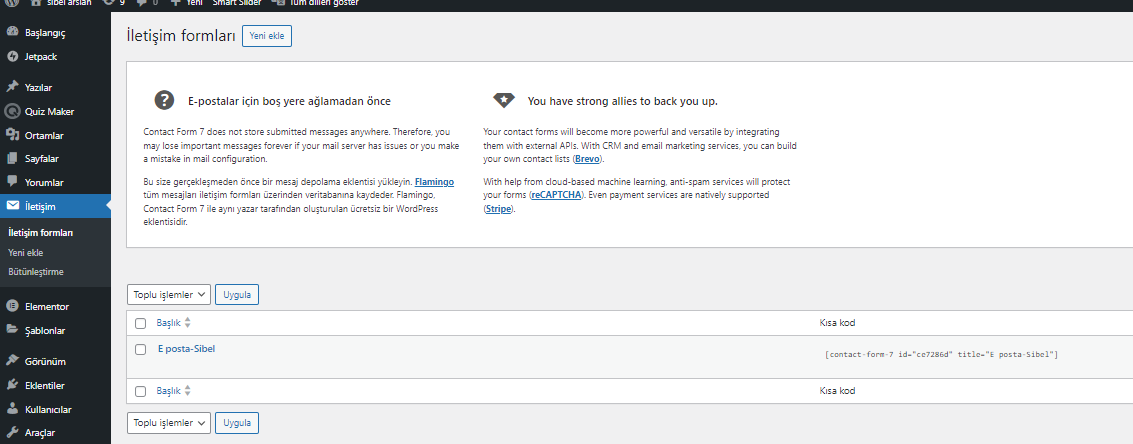 sibel arslan
9
0
Yeni
Smart Slider
Tüm dilleri göster
Başlangıç
Jetpack
Yazılar
Quiz Maker
Ortamlar
Sayfalar
Yorumlar
İletişim
İletişim formları
Yeni ekle
Bütünleştirme
Elementor
Şablonlar
Görünüm
Eklentiler
Kullanıcılar
Araçlar
İletişim formları
Yeni ekle
E-postalar için boş yere ağlamadan önce
Contact Form 7 does not store submitted messages anywhere. Therefore, you
may lose important messages forever if your mail server has issues or you make
a mistake in mail configuration.
Bu size gerçekleşmeden önce bir mesaj depolama eklentisi yükleyin. Flamingo
tüm mesajları iletişim formları üzerinden veritabanına kaydeder. Flamingo,
Contact Form 7 ile aynı yazar tarafından oluşturulan ücretsiz bir WordPress
eklentisidir.
You have strong allies to back you up.
Your contact forms will become more powerful and versatile by integrating
them with external APIs. With CRM and email marketing services, you can build
your own contact lists (Brevo).
With help from cloud-based machine learning, anti-spam services will protect
your forms (reCAPTCHA). Even payment services are natively supported
(Stripe).
Toplu işlemler
Uygula
Başlık
Kısa kod
E posta-Sibel
[contact-form-7 id="ce7286d" title="E posta-Sibel"]
Başlık
Kısa kod
Toplu işlemler
Uygula